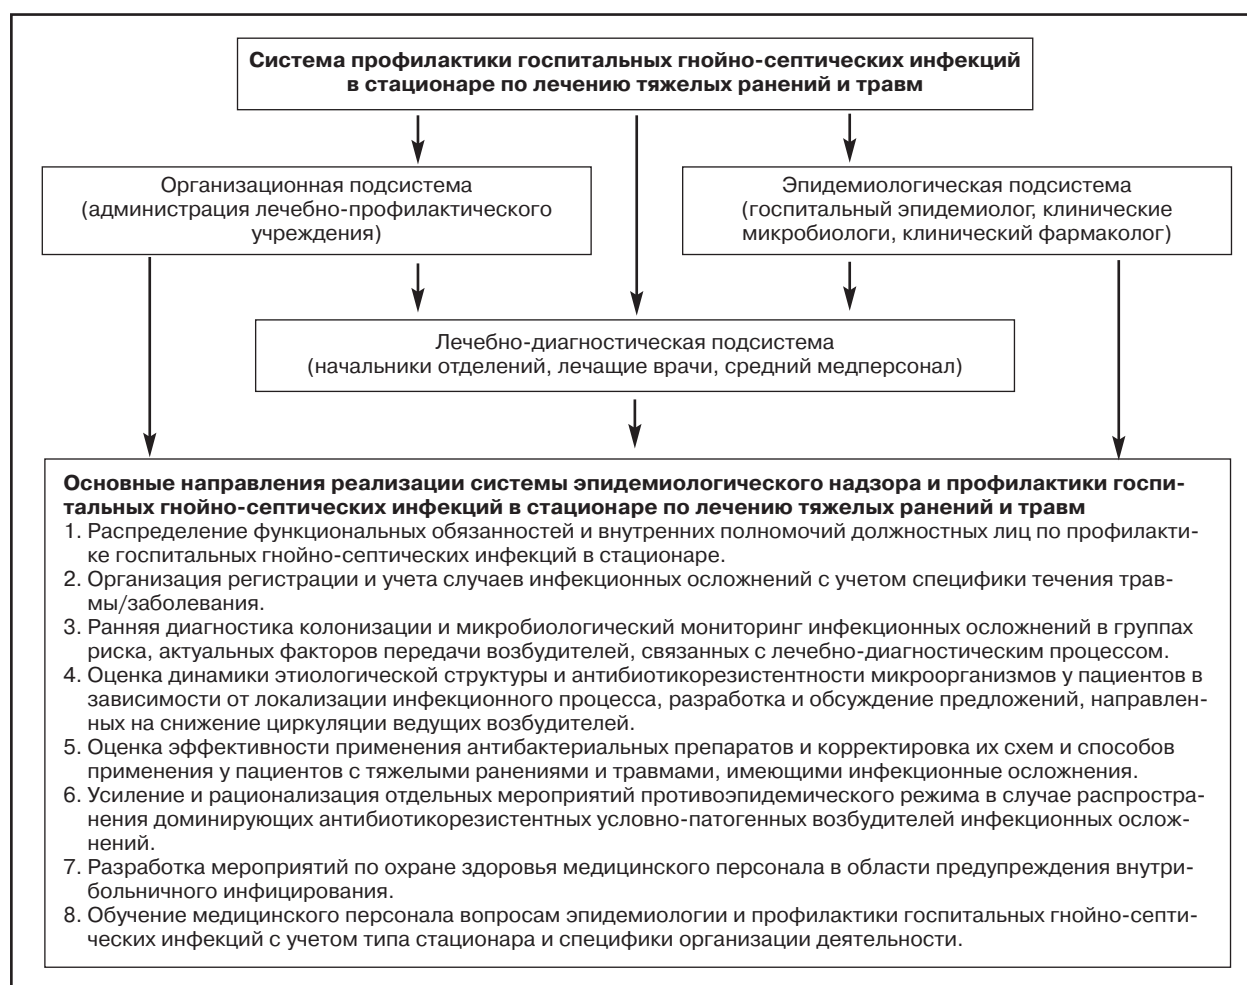 Система профилактики госпитальных гнойно-септических инфекций
в стационаре по лечению тяжелых ранений и травм
Организационная подсистема
(администрация лечебно-профилактического
учреждения)
Эпидемиологическая подсистема
(госпитальный эпидемиолог, клинические
микробиологи, клинический фармаколог)
Лечебно-диагностическая подсистема
(начальники отделений, лечащие врачи, средний медперсонал)
Основные направления реализации системы эпидемиологического надзора и профилактики госпи-
тальных гнойно-септических инфекций в стационаре по лечению тяжелых ранений и травм
1. Распределение функциональных обязанностей и внутренних полномочий должностных лиц по профилакти-
ке госпитальных гнойно-септических инфекций в стационаре.
2. Организация регистрации и учета случаев инфекционных осложнений с учетом специфики течения трав-
мы/заболевания.
3. Ранняя диагностика колонизации и микробиологический мониторинг инфекционных осложнений в группах
риска, актуальных факторов передачи возбудителей, связанных с лечебно-диагностическим процессом.
4. Оценка динамики этиологической структуры и антибиотикорезистентности микроорганизмов у пациентов в
зависимости от локализации инфекционного процесса, разработка и обсуждение предложений, направлен-
ных на снижение циркуляции ведущих возбудителей.
5. Оценка эффективности применения антибактериальных препаратов и корректировка их схем и способов
применения у пациентов с тяжелыми ранениями и травмами, имеющими инфекционные осложнения.
6. Усиление и рационализация отдельных мероприятий противоэпидемического режима в случае распростра-
нения доминирующих антибиотикорезистентных условно-патогенных возбудителей инфекционных ослож-
нений.
7. Разработка мероприятий по охране здоровья медицинского персонала в области предупреждения внутри-
больничного инфицирования.
8. Обучение медицинского персонала вопросам эпидемиологии и профилактики госпитальных гнойно-септи-
ческих инфекций с учетом типа стационара и специфики организации деятельности.